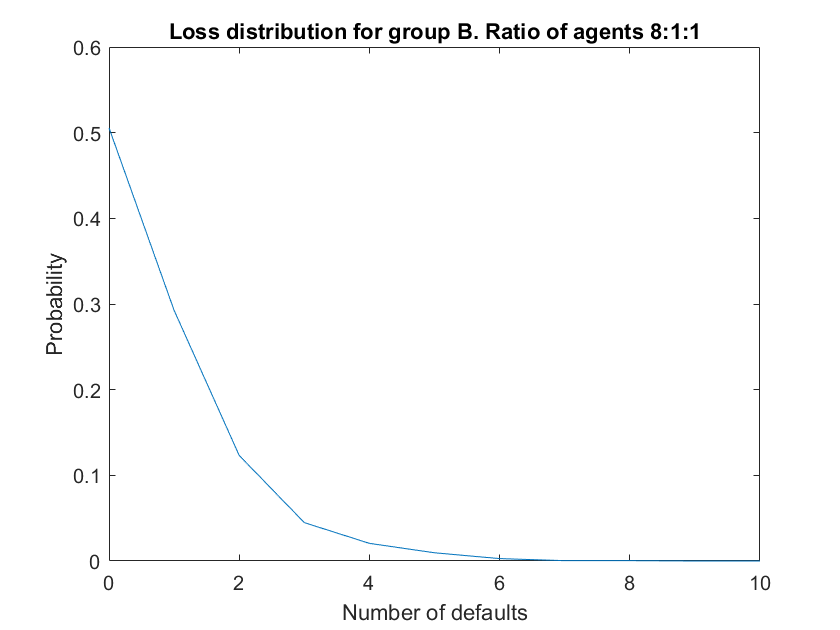 Loss distribution for group B. Ratio of agents 8:1:1
0.6
0.5
0.4
0.3
0.2
0.1
0
Probability
0 2 4 6 8 10
Number of defaults